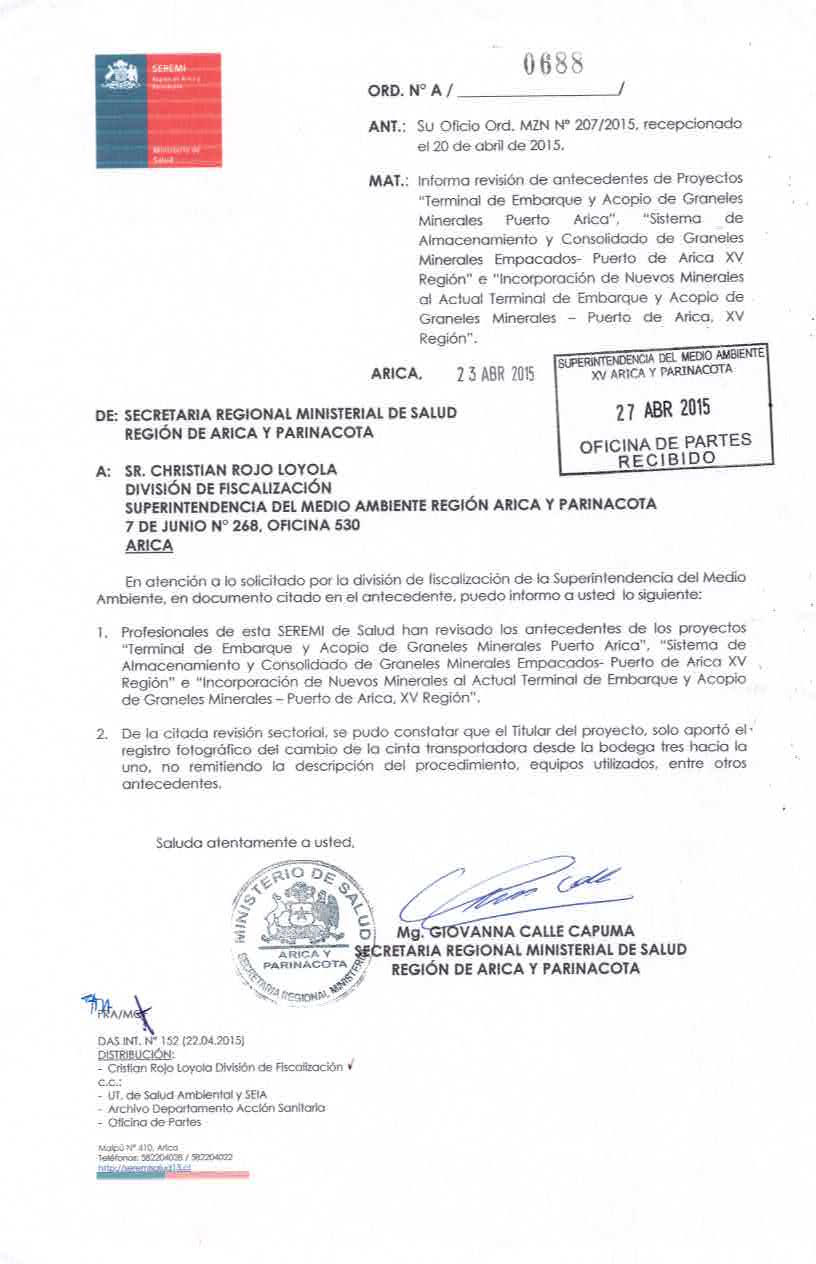 SEREMI
Región de Arica y
Parinacota
Ministerio de
Salud
0688
ORD. N° A / ____________________/
ANT.: Su Oficio Ord. MZN N° 207/2015, recepcionado
el 20 de abril de 2015.
MAT.: Informa revisión de antecedentes de Proyectos
“Terminal de Embarque y Acopio de Graneles
Minerales Puerto Arica”, “Sistema de
Almacenamiento y Consolidado de Graneles
Minerales Empacados- Puerto de Arica XV
Región” e “Incorporación de Nuevos Minerales
al Actual Terminal de Embarque y Acopio de
Graneles Minerales – Puerto de Arica, XV
Región”.
ARICA, 23 ABR 2015
SUPERINTENDENCIA DEL MEDIO AMBIENTE
XV ARICA Y PARINACOTA
27 ABR 2015
OFICINA DE PARTES
RECIBIDO
DE: SECRETARIA REGIONAL MINISTERIAL DE SALUD
REGIÓN DE ARICA Y PARINACOTA
A: SR. CHRISTIAN ROJO LOYOLA
DIVISIÓN DE FISCALIZACIÓN
SUPERINTENDENCIA DEL MEDIO AMBIENTE REGIÓN ARICA Y PARINACOTA
7 DE JUNIO N° 268, OFICINA 530
ARICA
En atención a lo solicitado por la división de fiscalización de la Superintendencia del Medio
Ambiente, en documento citado en el antecedente, puedo informo a usted lo siguiente:
1. Profesionales de esta SEREMI de Salud han revisado los antecedentes de los proyectos
“Terminal de Embarque y Acopio de Graneles Minerales Puerto Arica”, “Sistema de
Almacenamiento y Consolidado de Graneles Minerales Empacados- Puerto de Arica XV
Región” e “Incorporación de Nuevos Minerales al Actual Terminal de Embarque y Acopio
de Graneles Minerales – Puerto de Arica, XV Región”.
2. De la citada revisión sectorial, se pudo constatar que el Titular del proyecto, solo aportó el
registro fotográfico del cambio de la cinta transportadora desde la bodega tres hacia la
uno, no remitiendo la descripción del procedimiento, equipos utilizados, entre otros
antecedentes.
Saluda atentamente a usted,
MINISTERIO DE SALUD
ARICA Y
PARINACOTA
SECRETARIA REGIONAL MINISTERIAL
Mg. GIOVANNA CALLE CAPUMA
SECRETARIA REGIONAL MINISTERIAL DE SALUD
REGIÓN DE ARICA Y PARINACOTA
DAS INT. N° 152 (22.04.2015)
DISTRIBUCIÓN:
- Cristian Rojo Loyola División de Fiscalización
c.c.:
- UT. de Salud Ambiental y SEIA
- Archivo Departamento Acción Sanitaria
- Oficina de Partes
Maipú N° 410, Arica
Teléfonos: 582204028 / 582204022
http://seremisalud15.cl